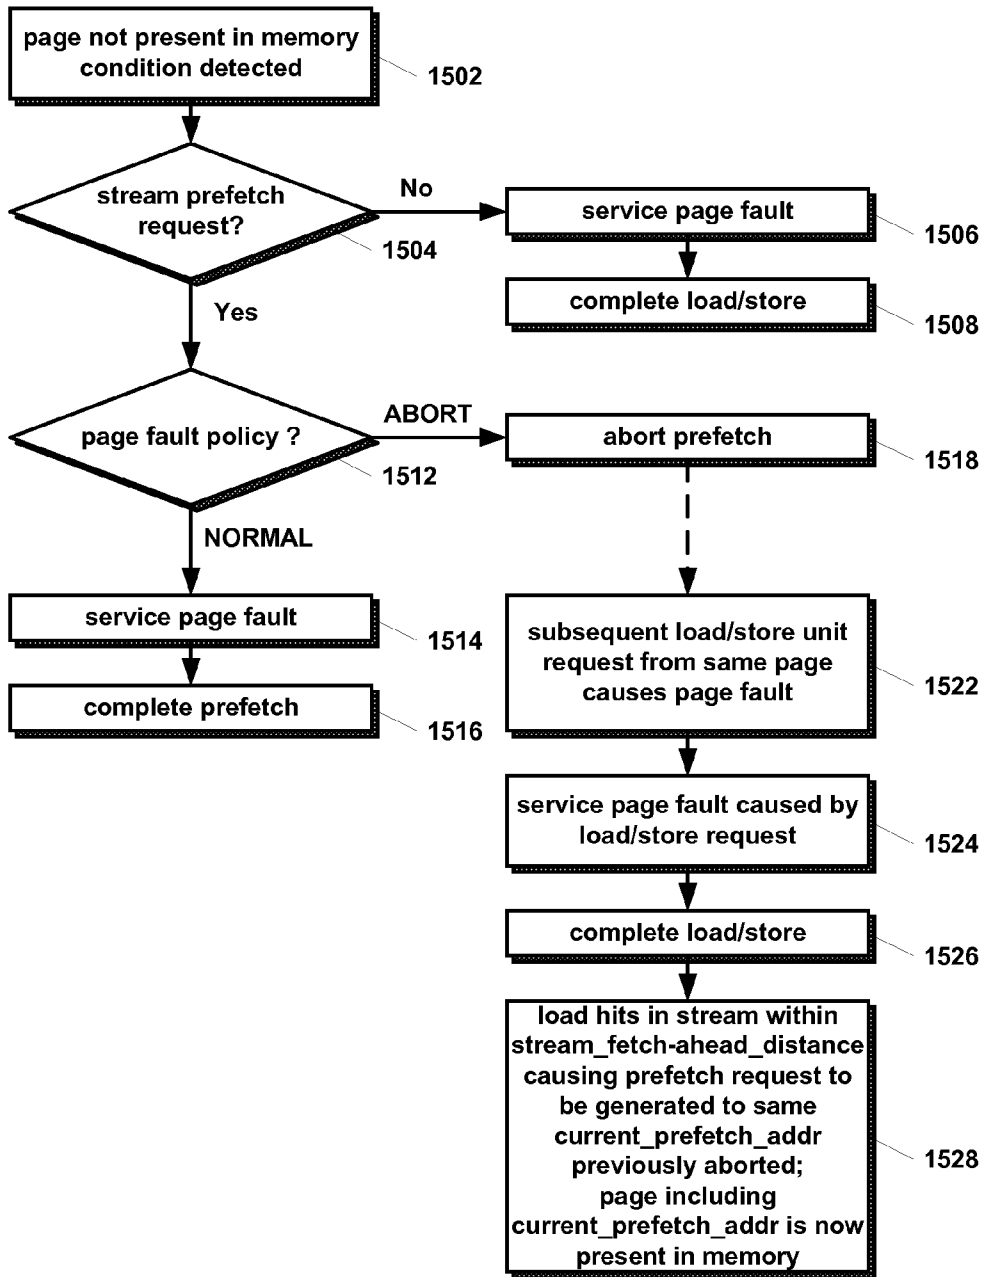 page not present in memory
condition detected
1502
stream prefetch
request?
1504
No
service page fault
1506
complete load/store
1508
Yes
page fault policy ?
1512
ABORT
abort prefetch
1518
NORMAL
service page fault
1514
complete prefetch
1516
subsequent load/store unit
request from same page
causes page fault
1522
service page fault caused by
load/store request
1524
complete load/store
1526
load hits in stream within
stream_fetch-ahead_distance
causing prefetch request to
be generated to same
current_prefetch_addr
previously aborted;
page including
current_prefetch_addr is now
present in memory
1528